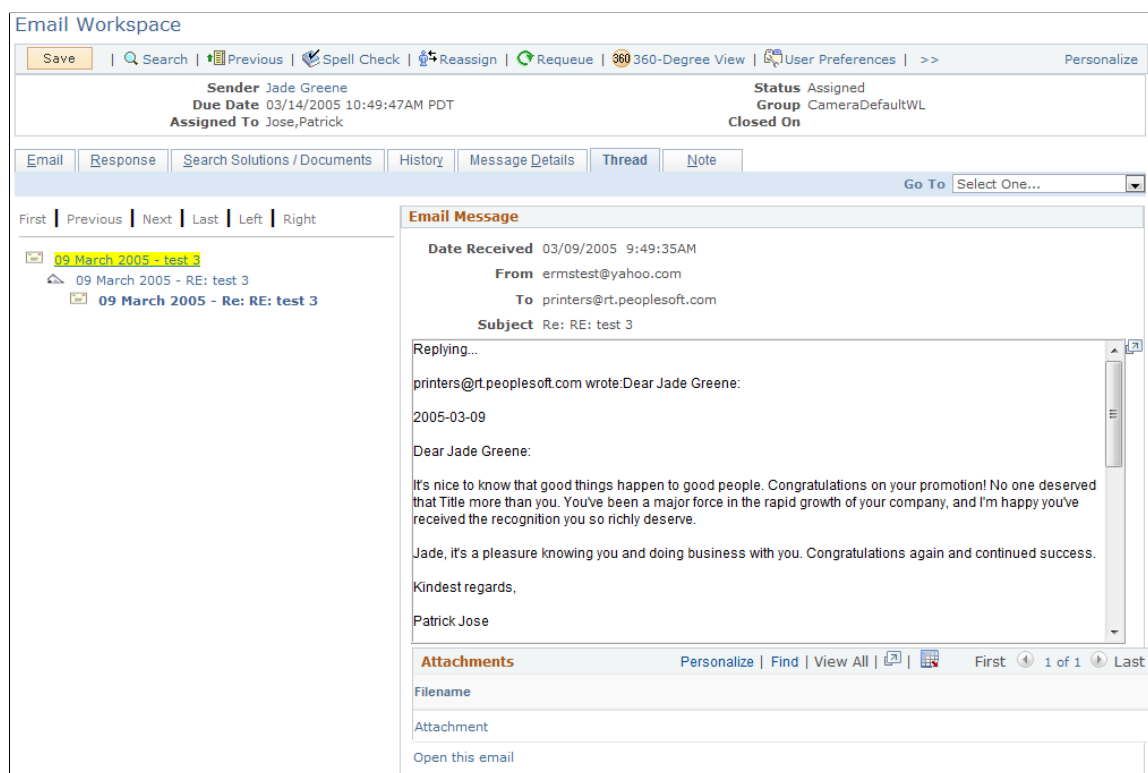 Email Workspace
Save | Search | Previous | Spell Check | Reassign | Requeue | 360 360-Degree View | User Preferences | >> Personalize
Sender Jade Greene Status Assigned
Due Date 03/14/2005 10:49:47AM PDT Group CameraDefaultWL
Assigned To Jose,Patrick Closed On
Email Response Search Solutions / Documents History Message Details Thread Note
Go To Select One...
First | Previous | Next | Last | Left | Right
09 March 2005 - test 3
09 March 2005 - RE: test 3
09 March 2005 - Re: RE: test 3
Email Message
Date Received 03/09/2005 9:49:35AM
From ermstest@yahoo.com
To printers@rt.peoplesoft.com
Subject Re: RE: test 3
Replying...
printers@rt.peoplesoft.com wrote:Dear Jade Greene:
2005-03-09
Dear Jade Greene:
It's nice to know that good things happen to good people. Congratulations on your promotion! No one deserved
that Title more than you. You've been a major force in the rapid growth of your company, and I'm happy you've
received the recognition you so richly deserve.
Jade, it's a pleasure knowing you and doing business with you. Congratulations again and continued success.
Kindest regards,
Patrick Jose
Attachments Personalize | Find | View All | | First 1 of 1 Last
Filename
Attachment
Open this email